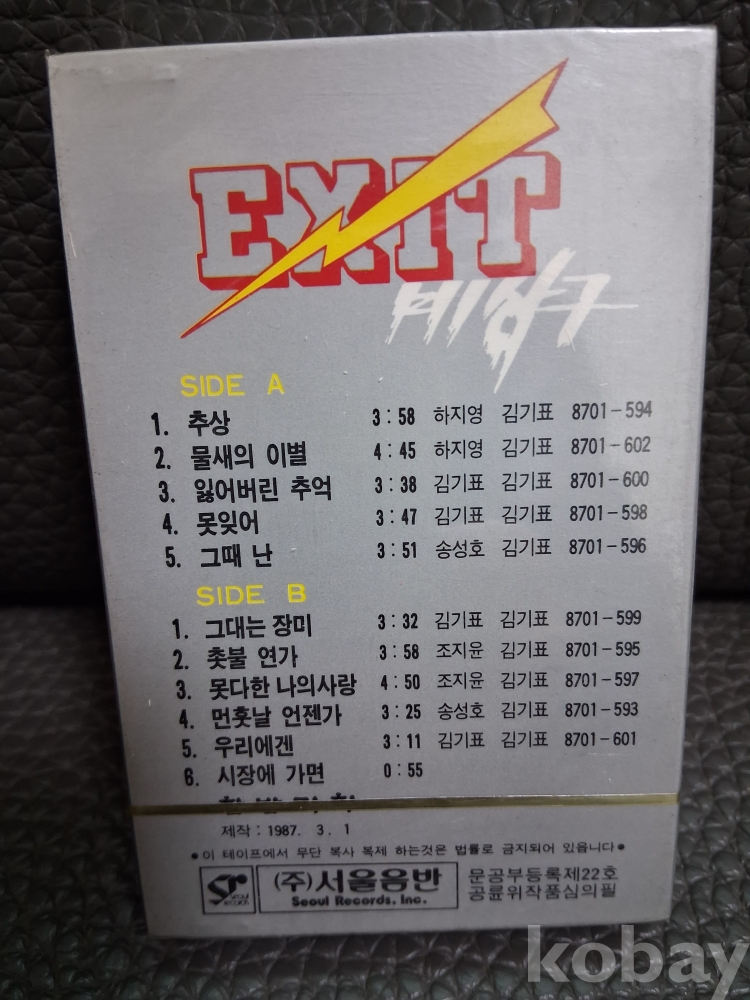 EXIT
비상구
SIDE A
1. 추상 3:58 하지영 김기표 8701-594
2. 물새의 이별 4:45 하지영 김기표 8701-602
3. 잃어버린 추억 3:38 김기표 김기표 8701-600
4. 못잊어 3:47 김기표 김기표 8701-598
5. 그때 난 3:51 송성호 김기표 8701-596
SIDE B
1. 그대는 장미 3:32 김기표 김기표 8701-599
2. 촛불 연가 3:58 조지윤 김기표 8701-595
3. 못다한 나의사랑 4:50 조지윤 김기표 8701-597
4. 먼훗날 언젠가 3:25 송성호 김기표 8701-593
5. 우리에겐 3:11 김기표 김기표 8701-601
6. 시장에 가면 0:55
제작: 1987. 3. 1
•이 테이프에서 무단 복사 복제 하는것은 법률로 금지되어 있읍니다•
Seoul Records
(주)서울음반
Seoul Records, Inc.
문공부등록제22호
공륜위작품심의필
kobay